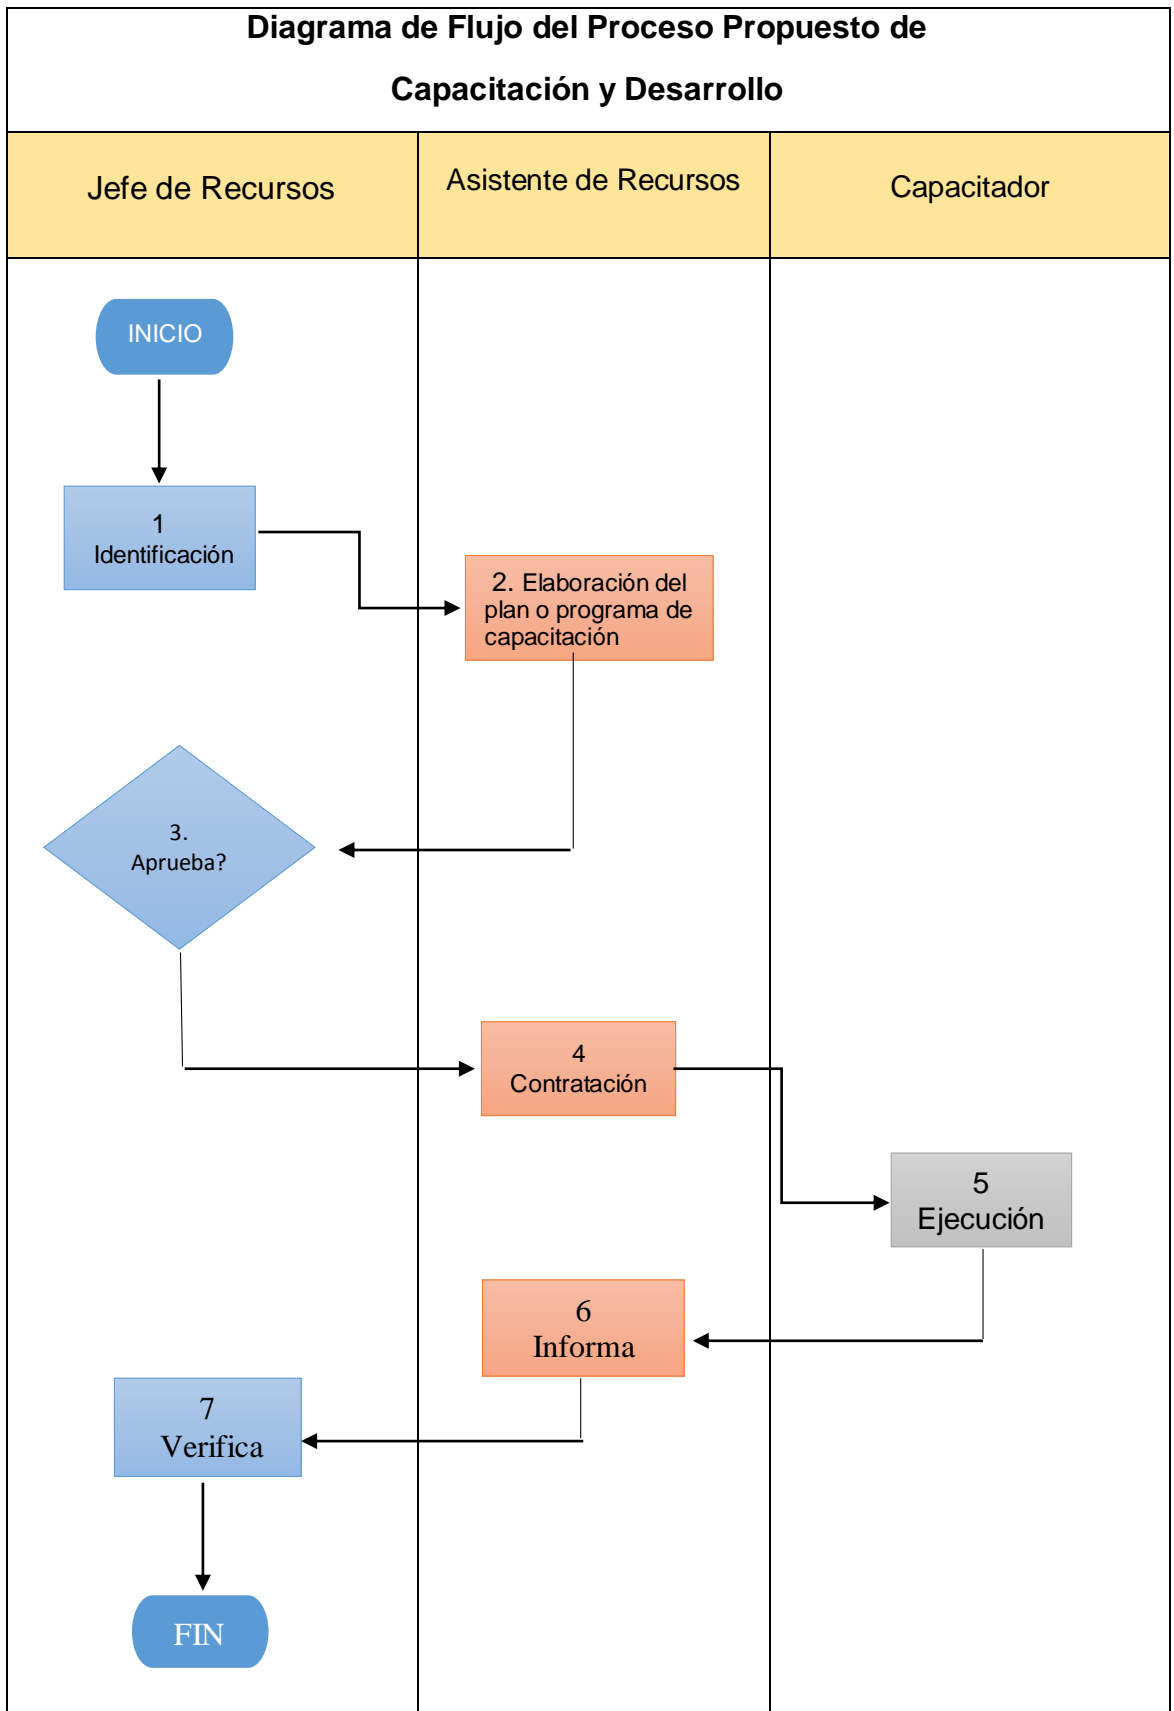 Diagrama de Flujo del Proceso Propuesto de
Capacitación y Desarrollo
Jefe de Recursos
Asistente de Recursos
Capacitador
INICIO
1
Identificación
2. Elaboración del
plan o programa de
capacitación
3.
Aprueba?
4
Contratación
5
Ejecución
6
Informa
7
Verifica
FIN